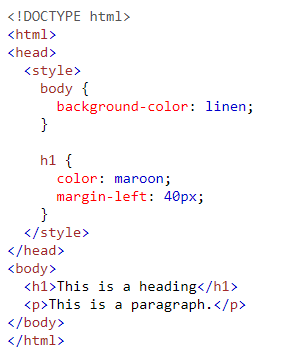 <!DOCTYPE html>
<html>
<head>
  <style>
    body {
      background-color: linen;
    }

    h1 {
      color: maroon;
      margin-left: 40px;
    }
  </style>
</head>
<body>
  <h1>This is a heading</h1>
  <p>This is a paragraph.</p>
</body>
</html>